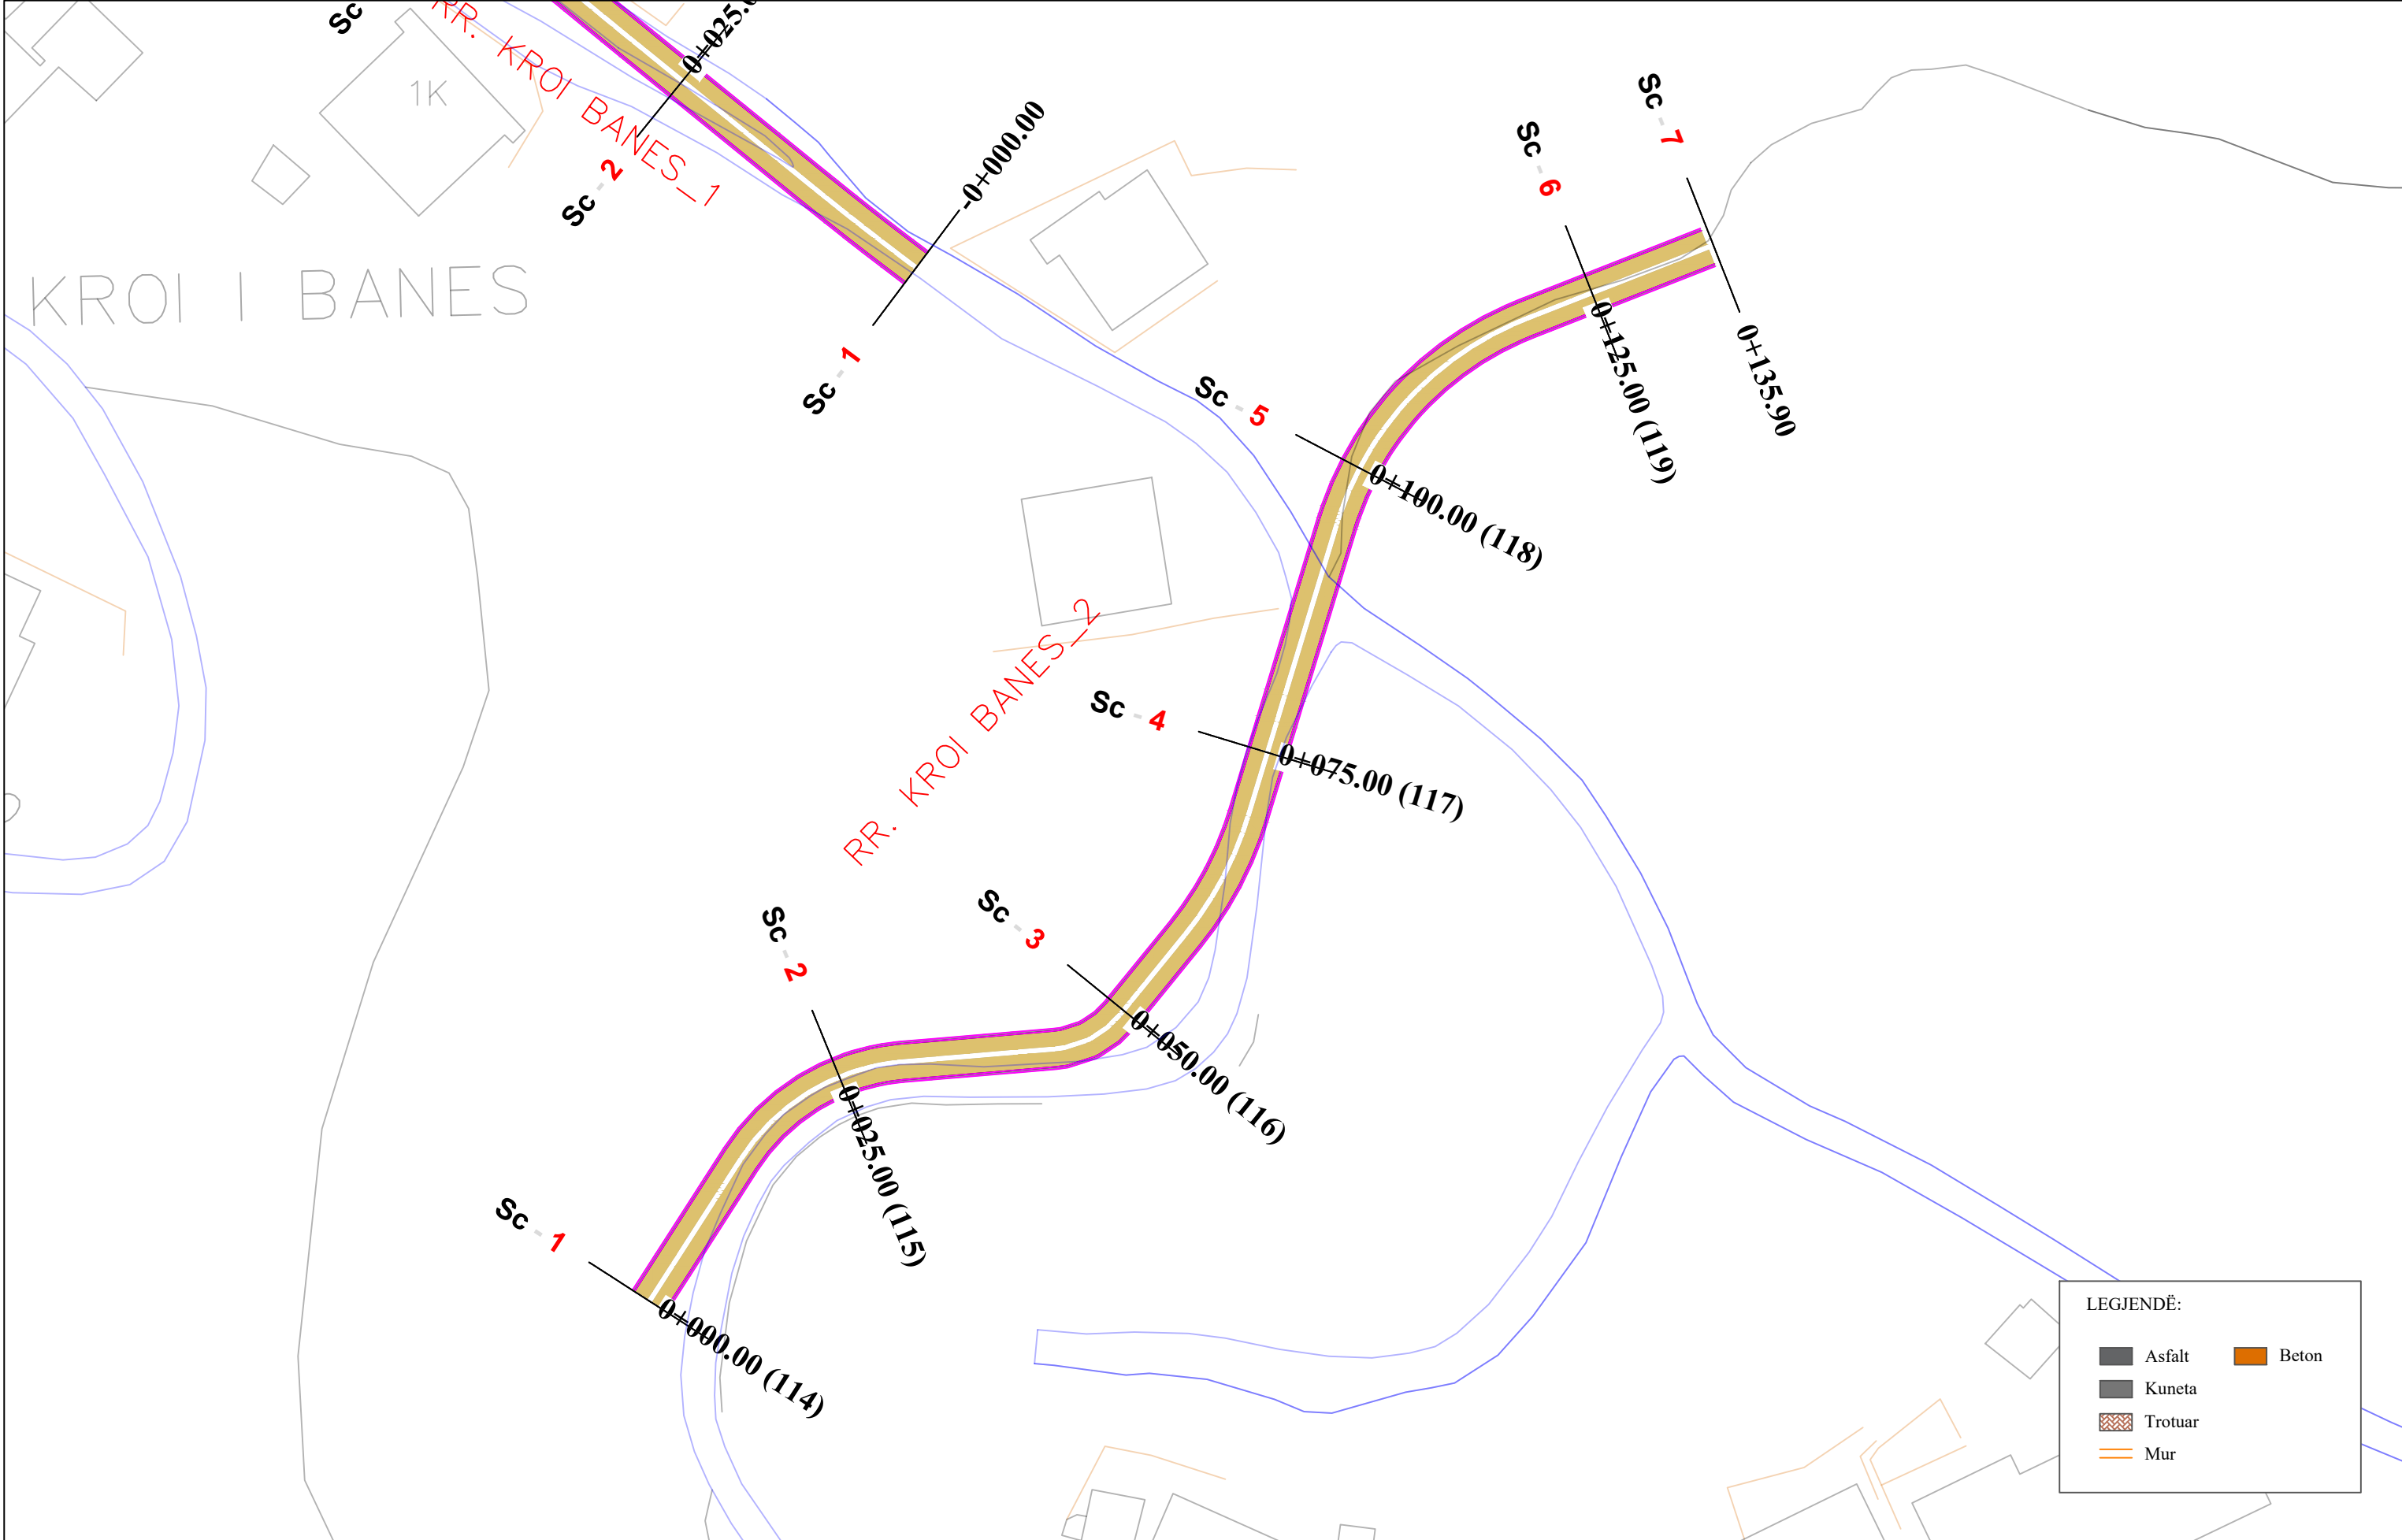 Sc
RR. KROI BANES_1
1K
0+025.
Sc - 2
-0+000.00
Sc - 1
KROI I BANES
Sc - 7
Sc - 6
0+135.90
0+125.00 (119)
Sc - 5
0+100.00 (118)
RR. KROI BANES_2
Sc - 4
0+075.00 (117)
Sc - 3
0+050.00 (116)
Sc - 2
0+025.00 (115)
Sc - 1
0+000.00 (114)
LEGJENDË:
Asfalt
Beton
Kuneta
Trotuar
Mur